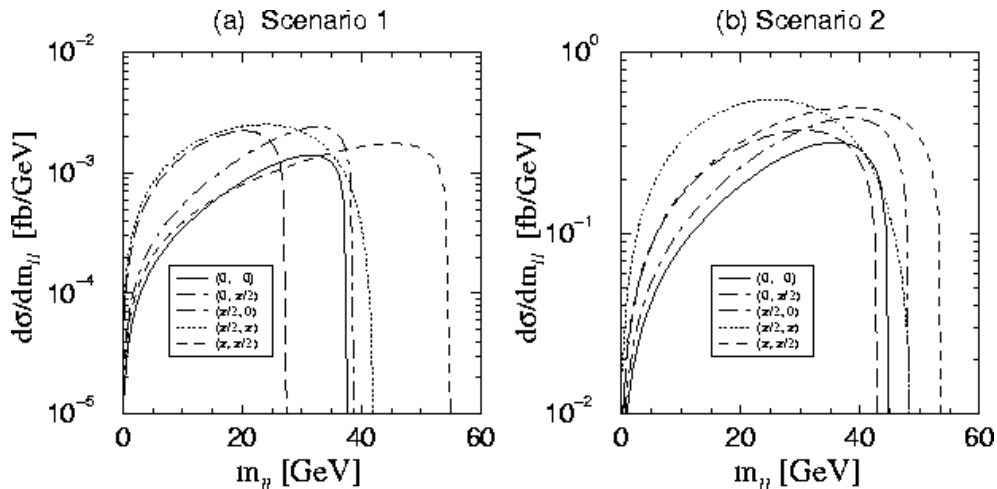 (a) Scenario 1
10⁻²
10⁻³
10⁻⁴
10⁻⁵
dσ/dm_ll [fb/GeV]
(0, 0)
(0, π/2)
(π/2, 0)
(π/2, π)
(π, π/2)
0 20 40 60
m_ll [GeV]
(b) Scenario 2
10⁰
10⁻¹
10⁻²
dσ/dm_ll [fb/GeV]
(0, 0)
(0, π/2)
(π/2, 0)
(π/2, π)
(π, π/2)
0 20 40 60
m_ll [GeV]